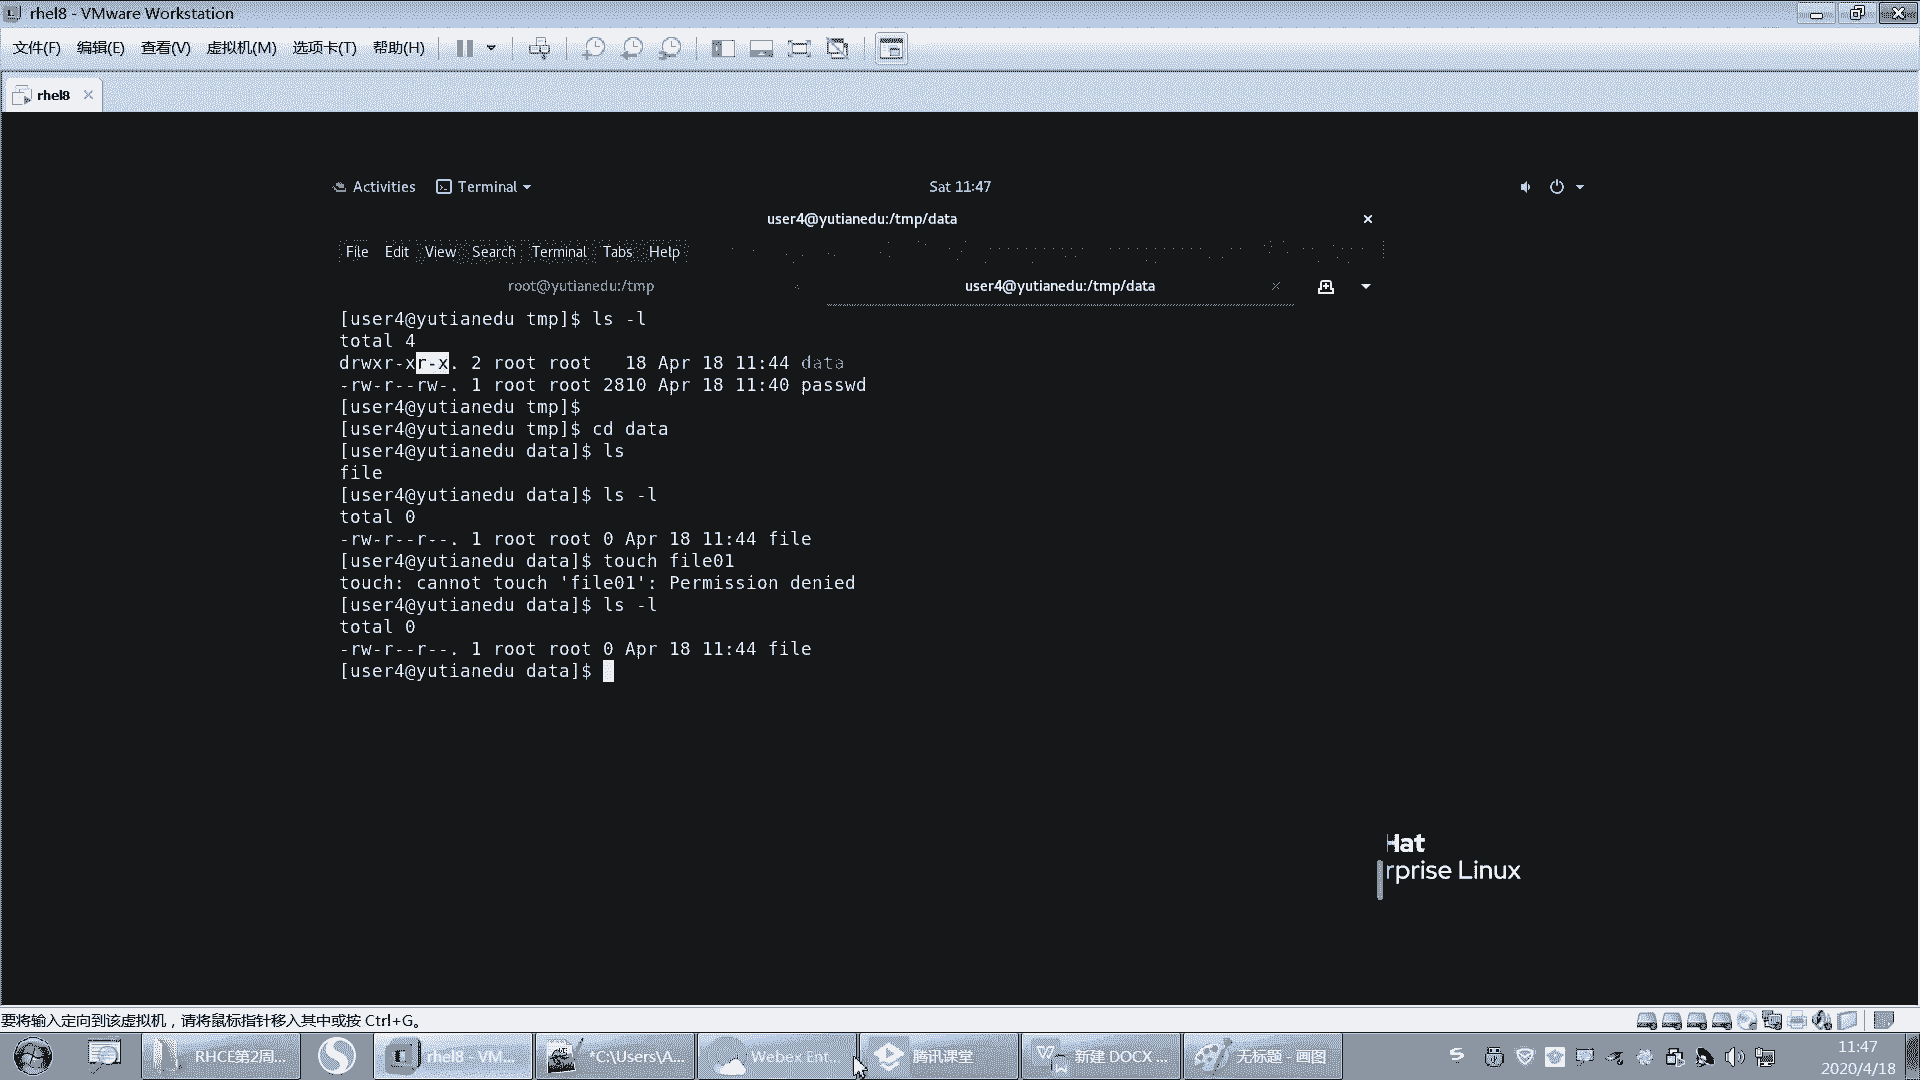 rhel8 - VMware Workstation
文件(F) 编辑(E) 查看(V) 虚拟机(M) 选项卡(T) 帮助(H)
rhel8
Activities Terminal Sat 11:47
user4@yutianedu:/tmp/data
File Edit View Search Terminal Tabs Help
root@yutianedu:/tmp user4@yutianedu:/tmp/data
[user4@yutianedu tmp]$ ls -l
total 4
drwxr-xr-x. 2 root root   18 Apr 18 11:44 data
-rw-r--rw-. 1 root root 2810 Apr 18 11:40 passwd
[user4@yutianedu tmp]$
[user4@yutianedu tmp]$ cd data
[user4@yutianedu data]$ ls
file
[user4@yutianedu data]$ ls -l
total 0
-rw-r--r--. 1 root root 0 Apr 18 11:44 file
[user4@yutianedu data]$ touch file01
touch: cannot touch 'file01': Permission denied
[user4@yutianedu data]$ ls -l
total 0
-rw-r--r--. 1 root root 0 Apr 18 11:44 file
[user4@yutianedu data]$
Hat
rprise Linux
要将输入定向到该虚拟机，请将鼠标指针移入其中或按 Ctrl+G。
RHCE第2周... rhel8 - VM... *C:\Users\A... Webex Ent... 腾讯课堂 新建 DOCX ... 无标题 - 画图
11:47
2020/4/18